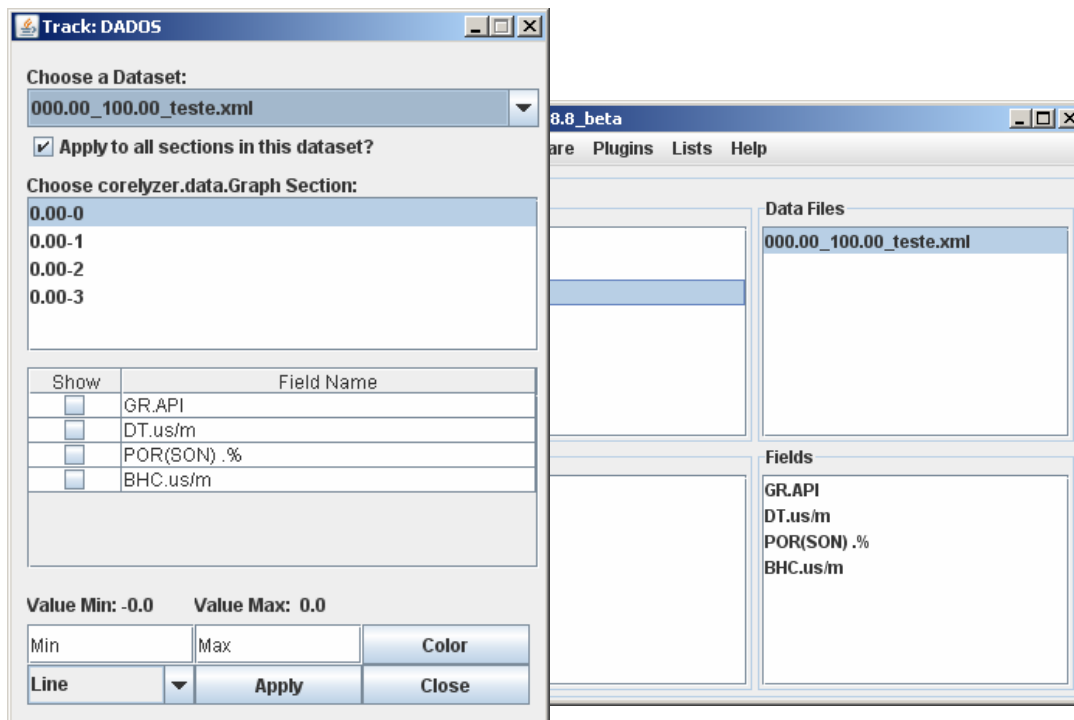 Track: DADOS
Choose a Dataset:
000.00_100.00_teste.xml
Apply to all sections in this dataset?
Choose corelyzer.data.Graph Section:
0.00-0
0.00-1
0.00-2
0.00-3
Show Field Name
GR.API
DT.us/m
POR(SON) .%
BHC.us/m
Value Min: -0.0 Value Max: 0.0
Min Max Color
Line Apply Close
8.8_beta
are Plugins Lists Help
Data Files
000.00_100.00_teste.xml
Fields
GR.API
DT.us/m
POR(SON) .%
BHC.us/m